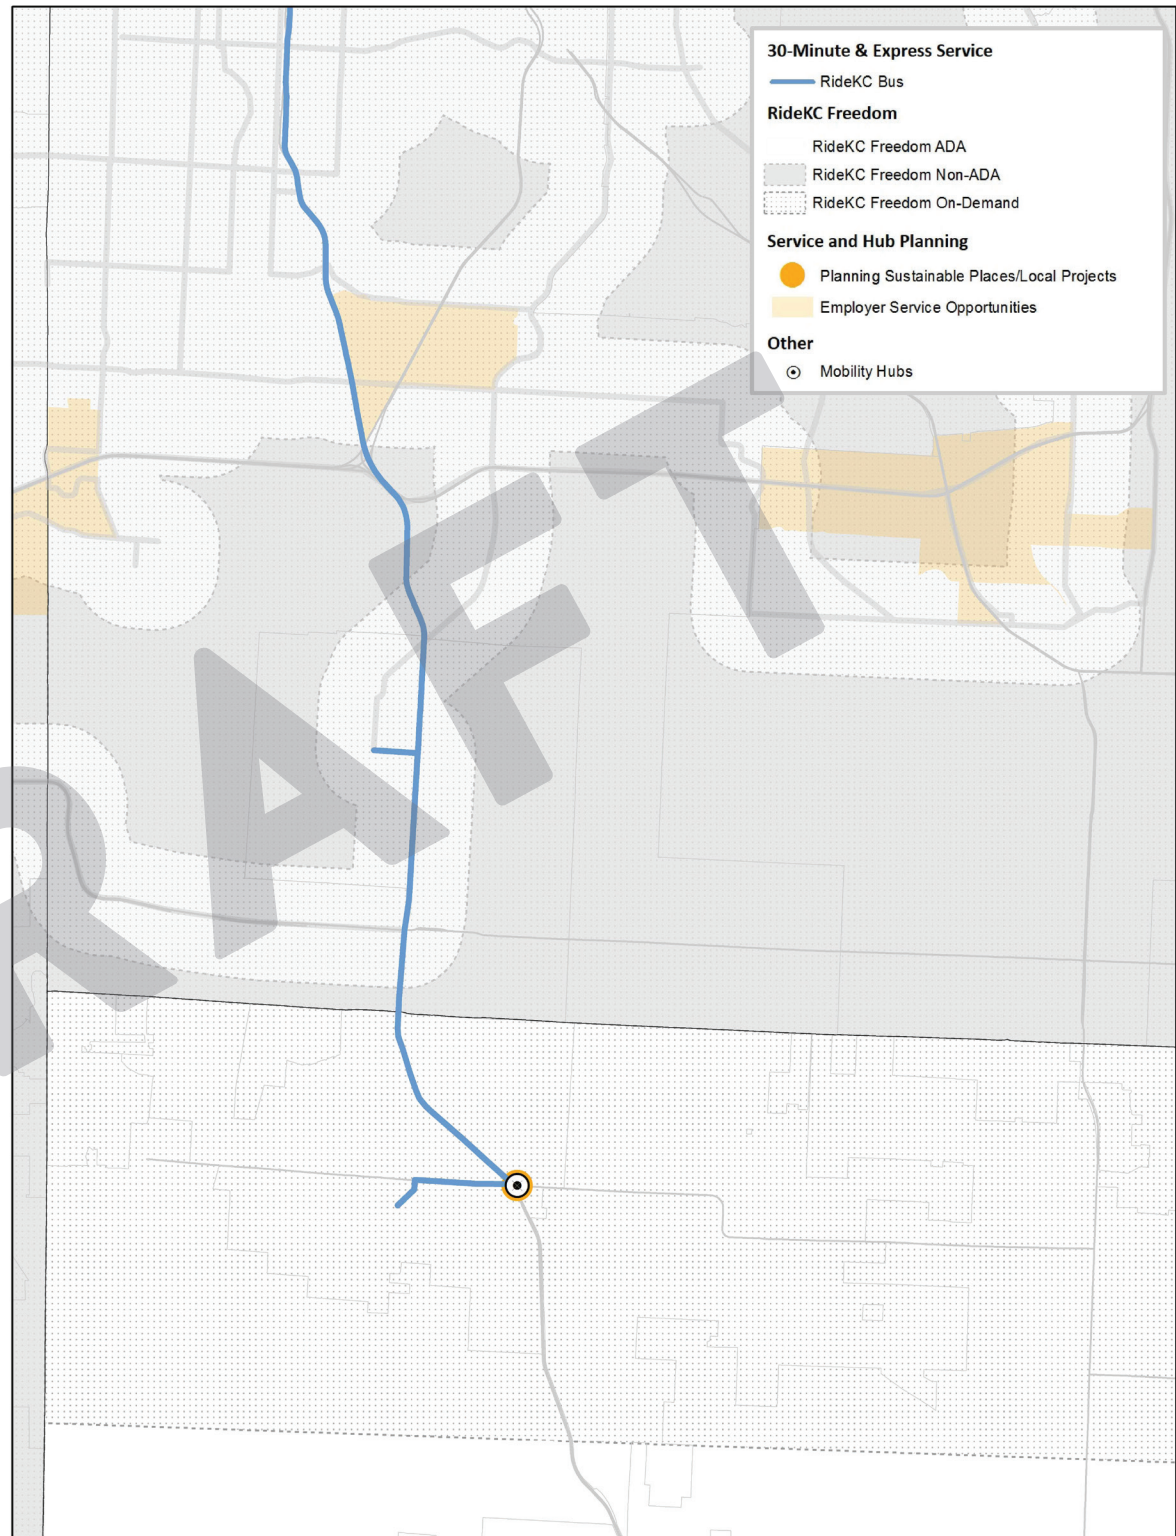 30-Minute & Express Service
RideKC Bus
RideKC Freedom
RideKC Freedom ADA
RideKC Freedom Non-ADA
RideKC Freedom On-Demand
Service and Hub Planning
Planning Sustainable Places/Local Projects
Employer Service Opportunities
Other
Mobility Hubs
RAFT